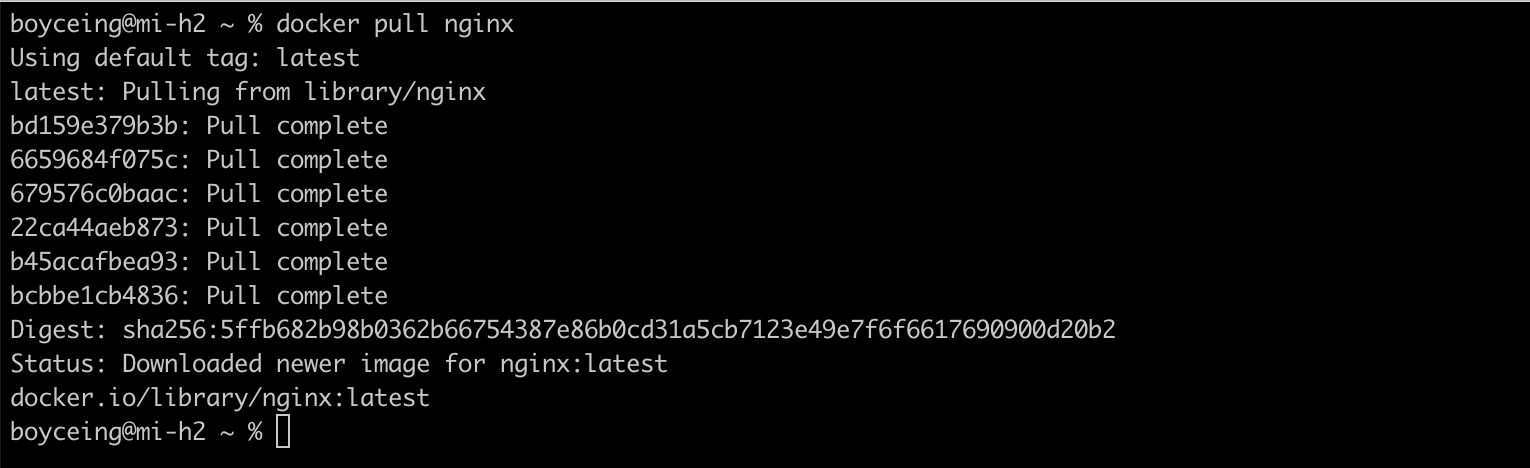 boyceing@mi-h2 ~ % docker pull nginx
Using default tag: latest
latest: Pulling from library/nginx
bd159e379b3b: Pull complete
6659684f075c: Pull complete
679576c0baac: Pull complete
22ca44aeb873: Pull complete
b45acafbea93: Pull complete
bcbbe1cb4836: Pull complete
Digest: sha256:5ffb682b98b0362b66754387e86b0cd31a5cb7123e49e7f6f6617690900d20b2
Status: Downloaded newer image for nginx:latest
docker.io/library/nginx:latest
boyceing@mi-h2 ~ %